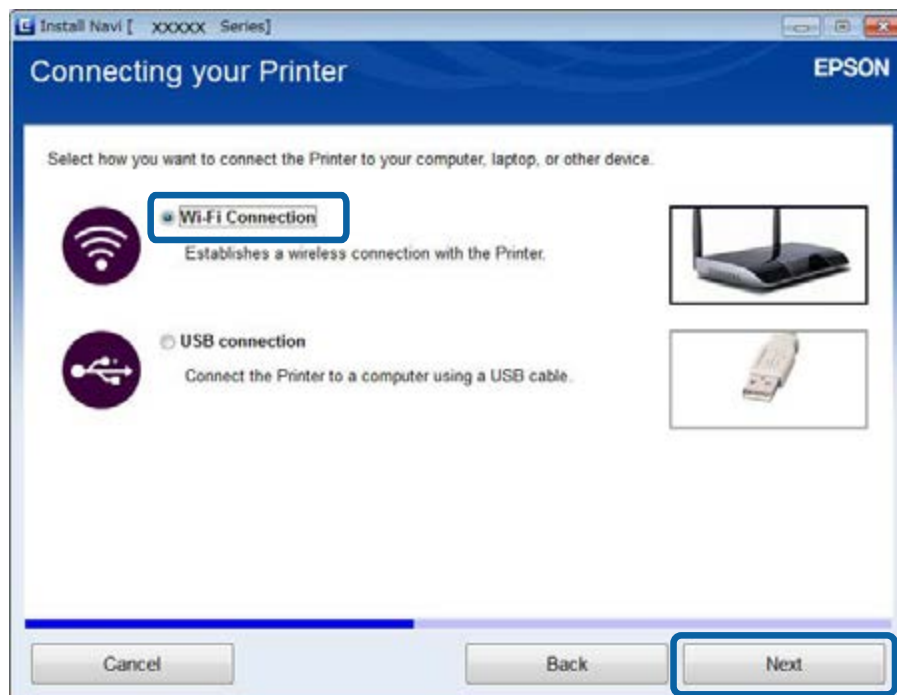 Install Navi [ XXXXX Series]
Connecting your Printer
EPSON
Select how you want to connect the Printer to your computer, laptop, or other device.
Wi-Fi Connection
Establishes a wireless connection with the Printer.
USB connection
Connect the Printer to a computer using a USB cable.
Cancel
Back
Next